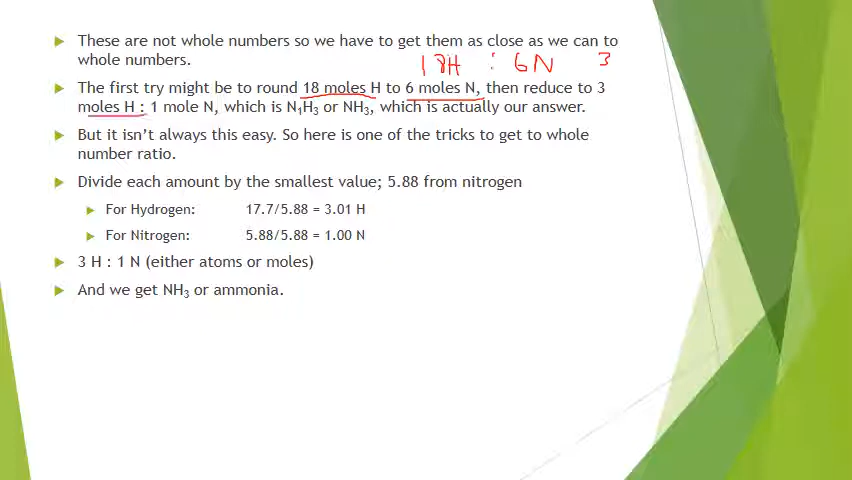 These are not whole numbers so we have to get them as close as we can to
whole numbers.
18H : 6N 3
The first try might be to round 18 moles H to 6 moles N, then reduce to 3
moles H : 1 mole N, which is N₁H₃ or NH₃, which is actually our answer.
But it isn't always this easy. So here is one of the tricks to get to whole
number ratio.
Divide each amount by the smallest value; 5.88 from nitrogen
For Hydrogen: 17.7/5.88 = 3.01 H
For Nitrogen: 5.88/5.88 = 1.00 N
3 H : 1 N (either atoms or moles)
And we get NH₃ or ammonia.